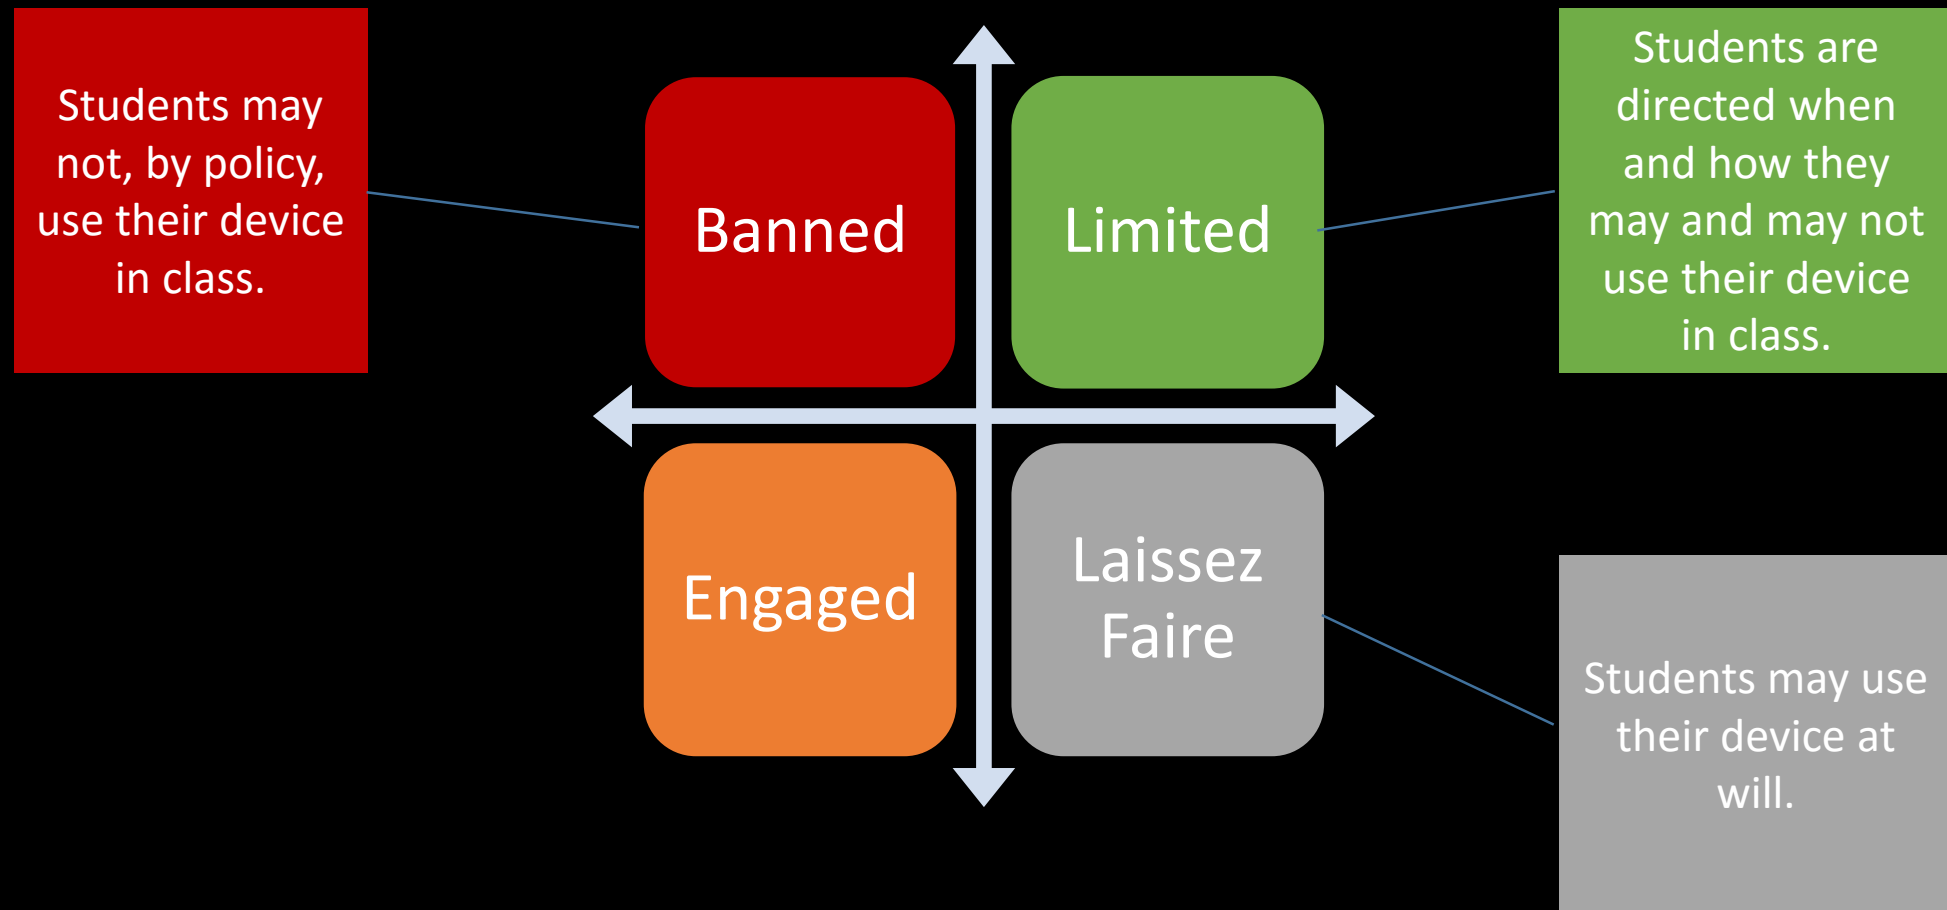 Students may
not, by policy,
use their device
in class.
Banned
Limited
Students are
directed when
and how they
may and may not
use their device
in class.
Engaged
Laissez
Faire
Students may use
their device at
will.